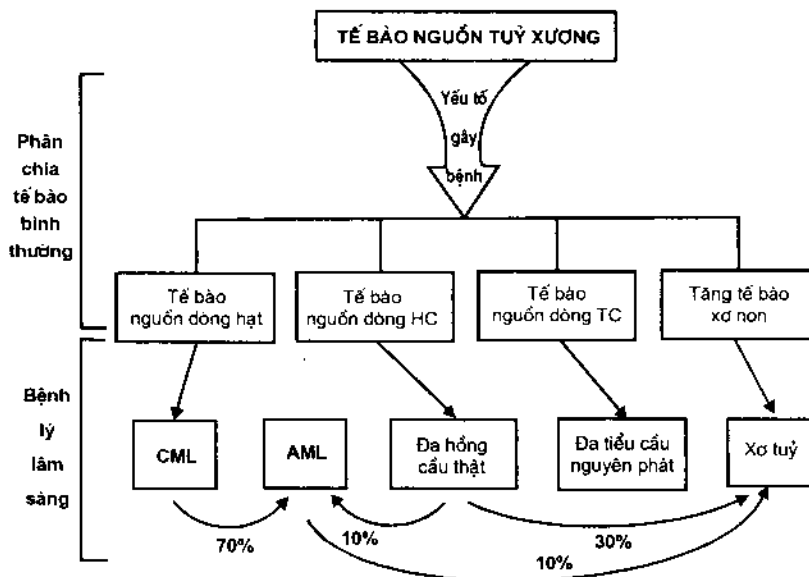 TẾ BÀO NGUỒN TUỶ XƯƠNG
Yếu tố
gây
bệnh
Phân
chia
tế bào
bình
thường
Tế bào
nguồn dòng hạt
Tế bào
nguồn dòng HC
Tế bào
nguồn dòng TC
Tăng tế bào
xơ non
Bệnh
lý
lâm
sàng
CML
AML
Đa hồng
cầu thật
Đa tiểu cầu
nguyên phát
Xơ tuỷ
70%
10%
30%
10%